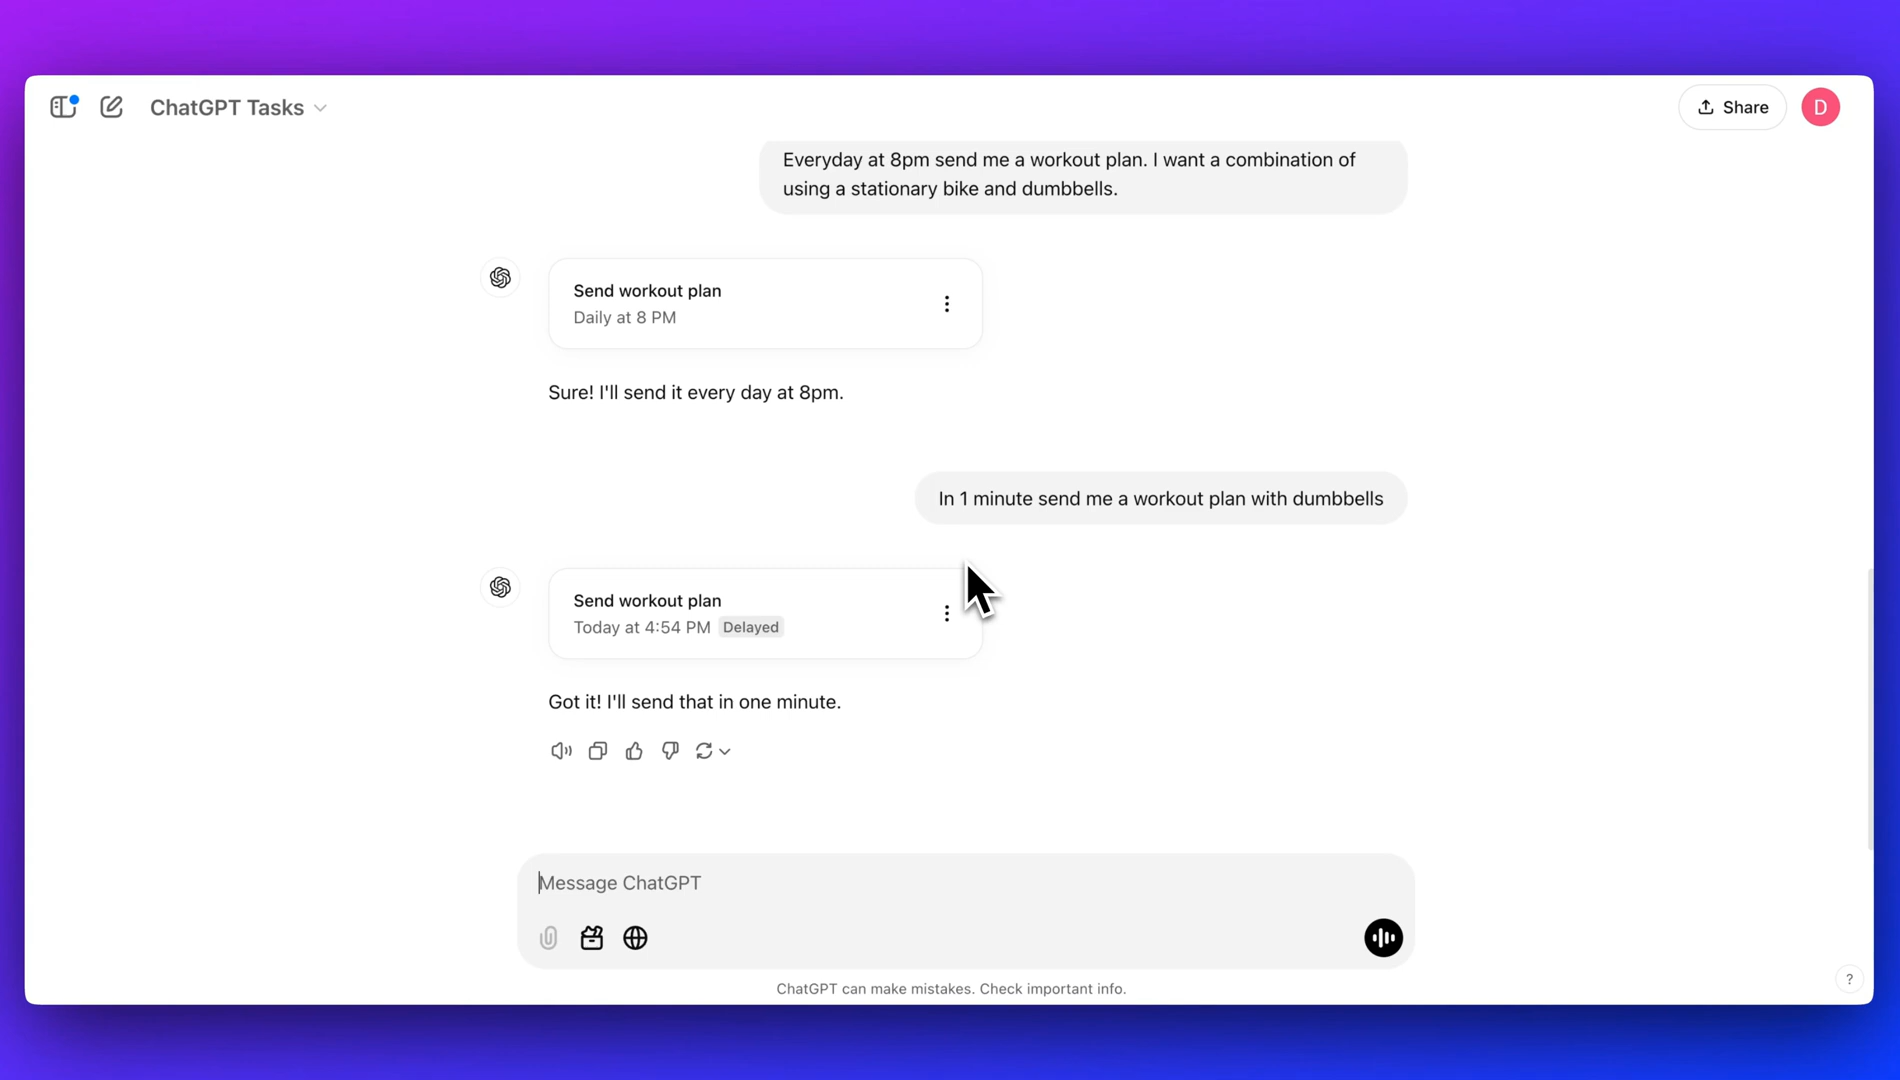 ChatGPT Tasks
Share
D
Everyday at 8pm send me a workout plan. I want a combination of
using a stationary bike and dumbbells.
Send workout plan
Daily at 8 PM
Sure! I'll send it every day at 8pm.
In 1 minute send me a workout plan with dumbbells
Send workout plan
Today at 4:54 PM Delayed
Got it! I'll send that in one minute.
Message ChatGPT
ChatGPT can make mistakes. Check important info.
?